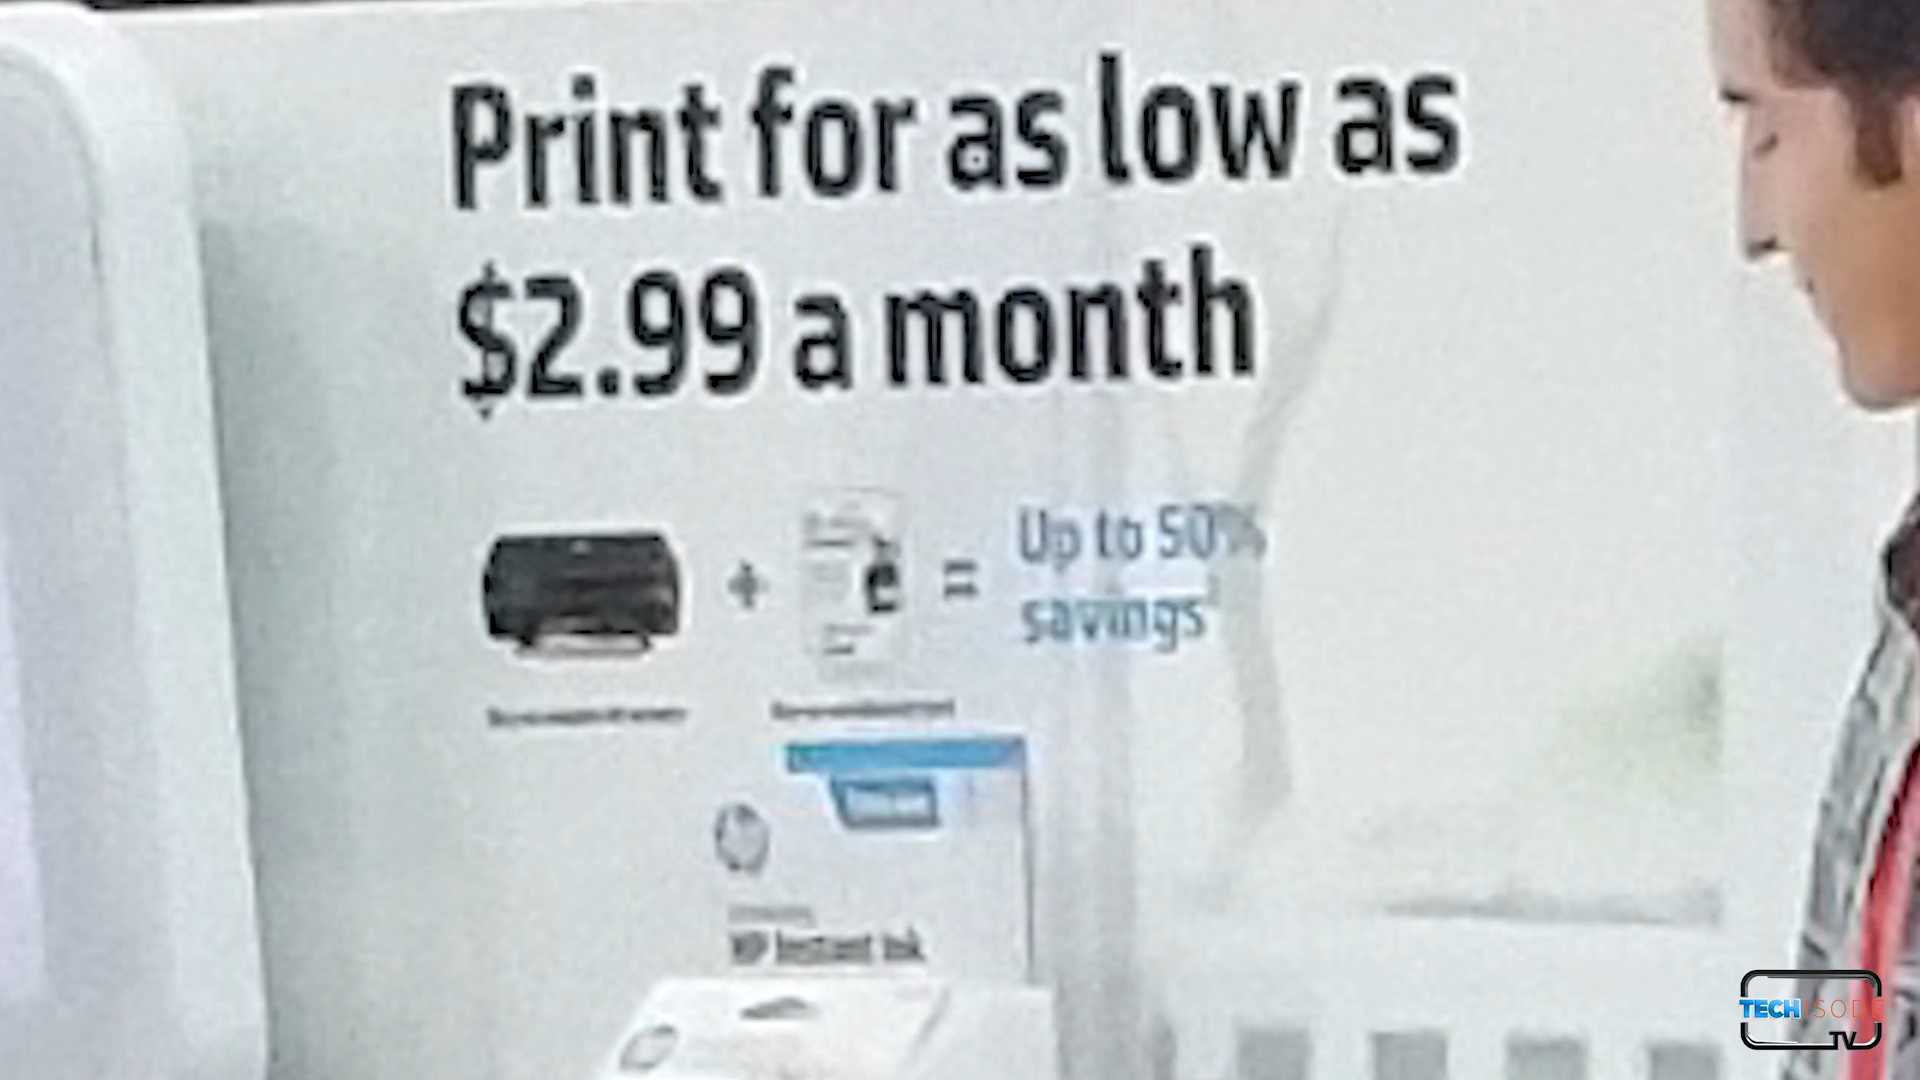 Print for as low as
$2.99 a month
+ = Up to 50%
savings
HP Instant Ink
TECHISODE
TV